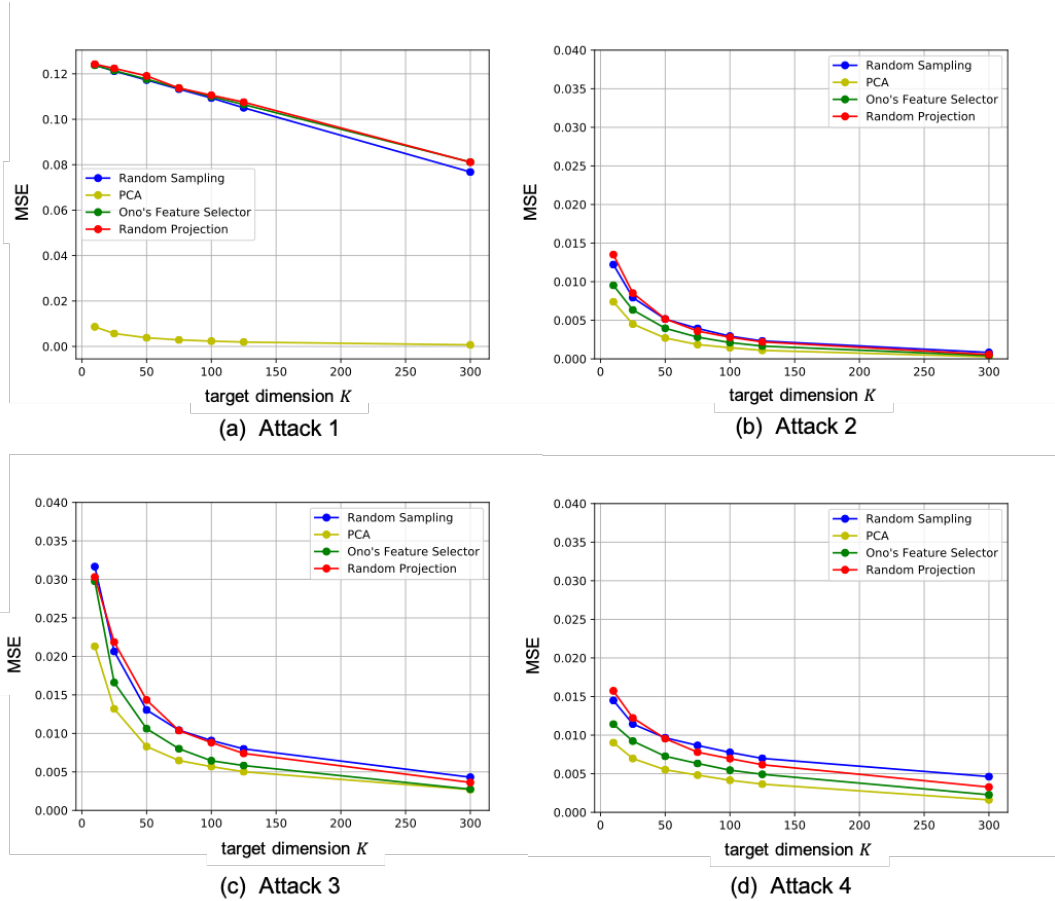 0.12
0.10
0.08
0.06
0.04
0.02
0.00
MSE
Random Sampling
PCA
Ono's Feature Selector
Random Projection
0 50 100 150 200 250 300
target dimension K
(a) Attack 1
0.040
0.035
0.030
0.025
0.020
0.015
0.010
0.005
0.000
MSE
Random Sampling
PCA
Ono's Feature Selector
Random Projection
0 50 100 150 200 250 300
target dimension K
(b) Attack 2
0.040
0.035
0.030
0.025
0.020
0.015
0.010
0.005
0.000
MSE
Random Sampling
PCA
Ono's Feature Selector
Random Projection
0 50 100 150 200 250 300
target dimension K
(c) Attack 3
0.040
0.035
0.030
0.025
0.020
0.015
0.010
0.005
0.000
MSE
Random Sampling
PCA
Ono's Feature Selector
Random Projection
0 50 100 150 200 250 300
target dimension K
(d) Attack 4